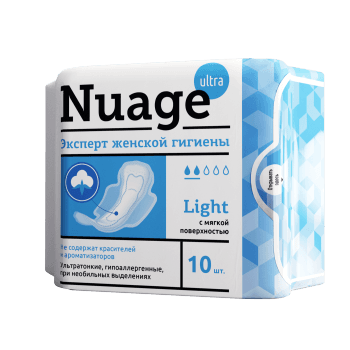 ultra
Nuage
Эксперт женской гигиены
Light
с мягкой
поверхностью
Не содержат красителей
и ароматизаторов
Ультратонкие, гипоаллергенные,
при необильных выделениях
10 шт.